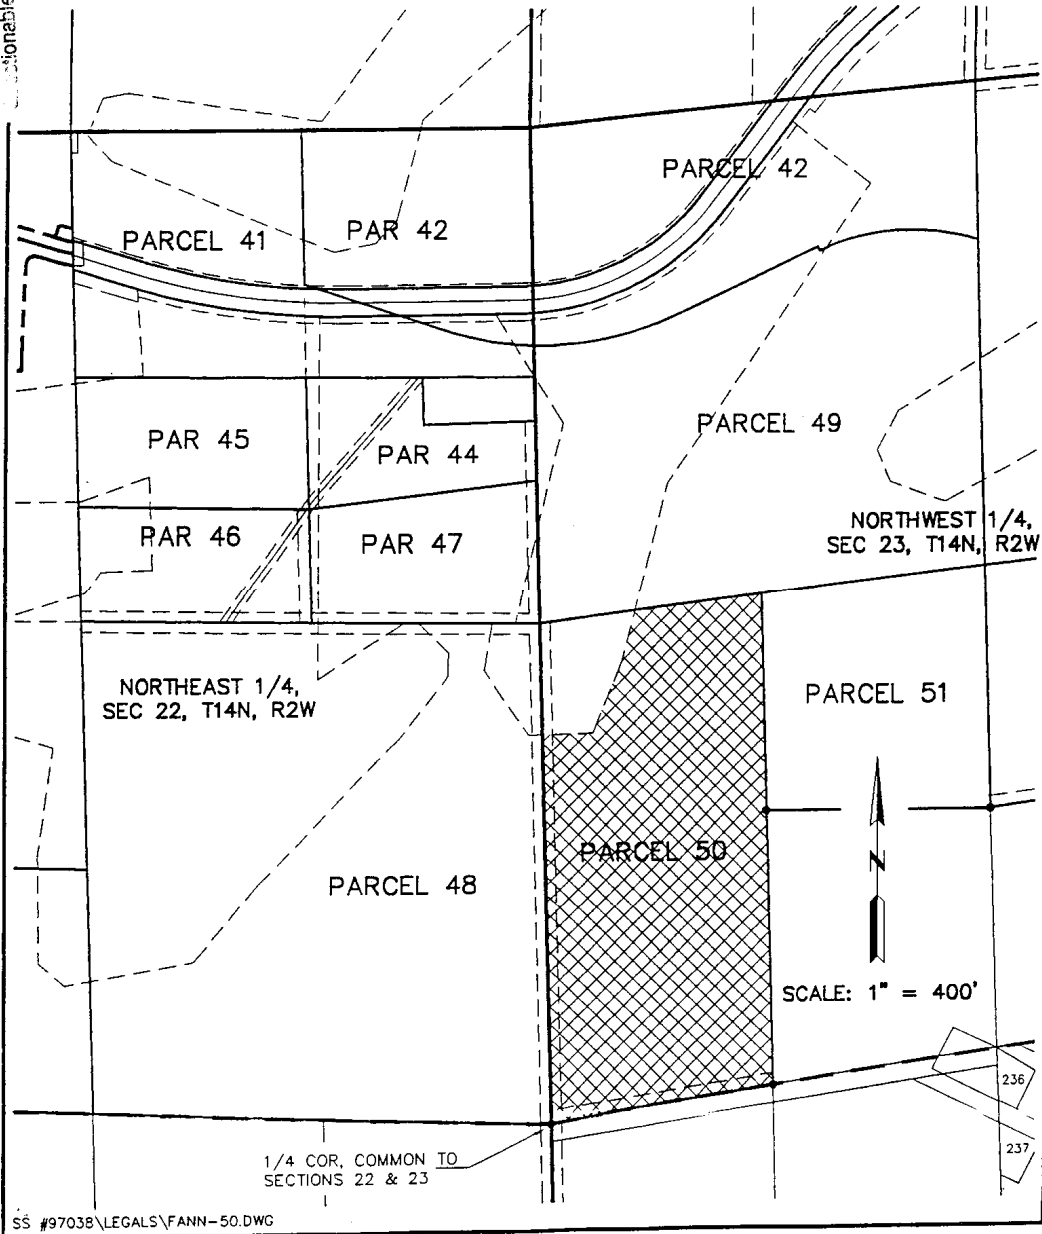 PARCEL 42
PARCEL 41
PAR 42
PARCEL 49
PAR 45
PAR 44
NORTHWEST 1/4,
SEC 23, T14N, R2W
PAR 46
PAR 47
NORTHEAST 1/4,
SEC 22, T14N, R2W
PARCEL 51
PARCEL 50
N
PARCEL 48
SCALE: 1" = 400'
236
237
1/4 COR, COMMON TO
SECTIONS 22 & 23
SS #97038\LEGALS\FANN-50.DWG